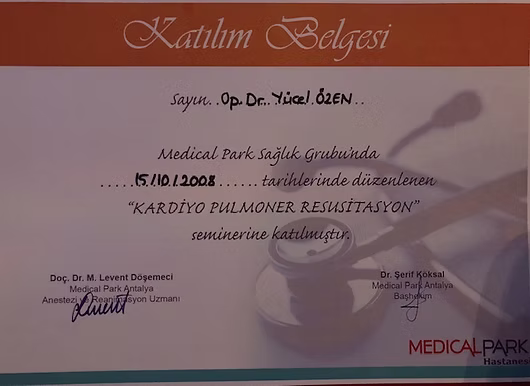 Katılım Belgesi
Sayın. . Op. Dr. Yücel ÖZEN . .
Medical Park Sağlık Grubu'nda
. . . . . 15/10/2008 . . . . . . tarihlerinde düzenlenen
“KARDİYO PULMONER RESUSİTASYON”
seminerine katılmıştır.
Doç. Dr. M. Levent Döşemeci
Medical Park Antalya
Anestezi ve Reanimasyon Uzmanı
Dr. Şerif Köksal
Medical Park Antalya
Başhekim
MEDICALPARK
Hastanes